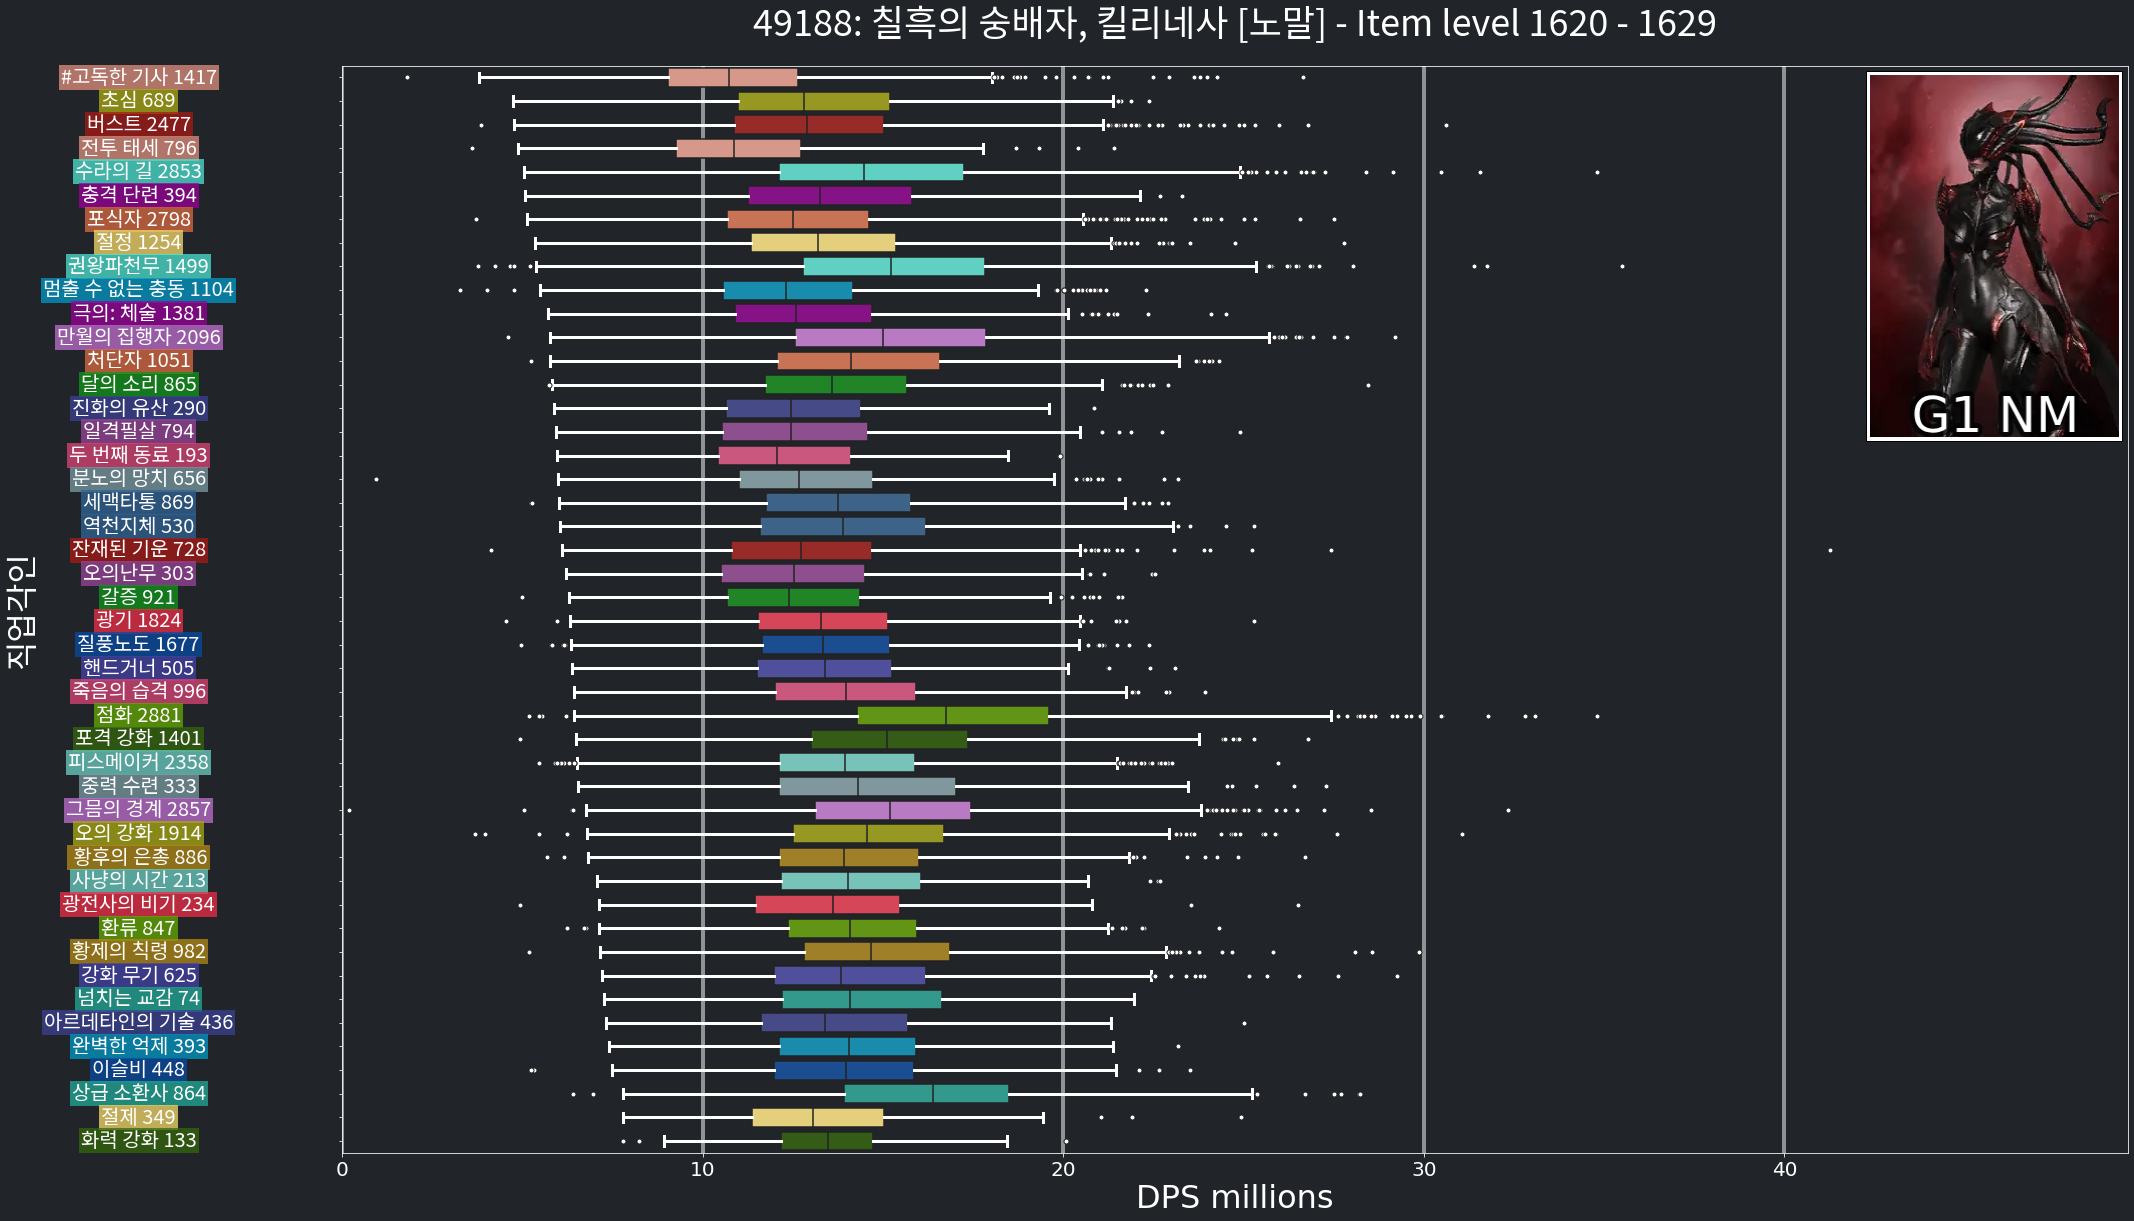 49188: 칠흑의 숭배자, 킬리네사 [노말] - Item level 1620 - 1629
#고독한 기사 1417
초심 689
버스트 2477
전투 태세 796
수라의 길 2853
충격 단련 394
포식자 2798
절정 1254
권왕파천무 1499
멈출 수 없는 충동 1104
극의: 체술 1381
만월의 집행자 2096
처단자 1051
달의 소리 865
진화의 유산 290
일격필살 794
두 번째 동료 193
분노의 망치 656
세맥타통 869
역천지체 530
잔재된 기운 728
오의난무 303
갈증 921
광기 1824
질풍노도 1677
핸드거너 505
죽음의 습격 996
점화 2881
포격 강화 1401
피스메이커 2358
중력 수련 333
그믐의 경계 2857
오의 강화 1914
황후의 은총 886
사냥의 시간 213
광전사의 비기 234
환류 847
황제의 칙령 982
강화 무기 625
넘치는 교감 74
아르데타인의 기술 436
완벽한 억제 393
이슬비 448
상급 소환사 864
절제 349
화력 강화 133
직업각인
G1 NM
0 10 20 30 40
DPS millions